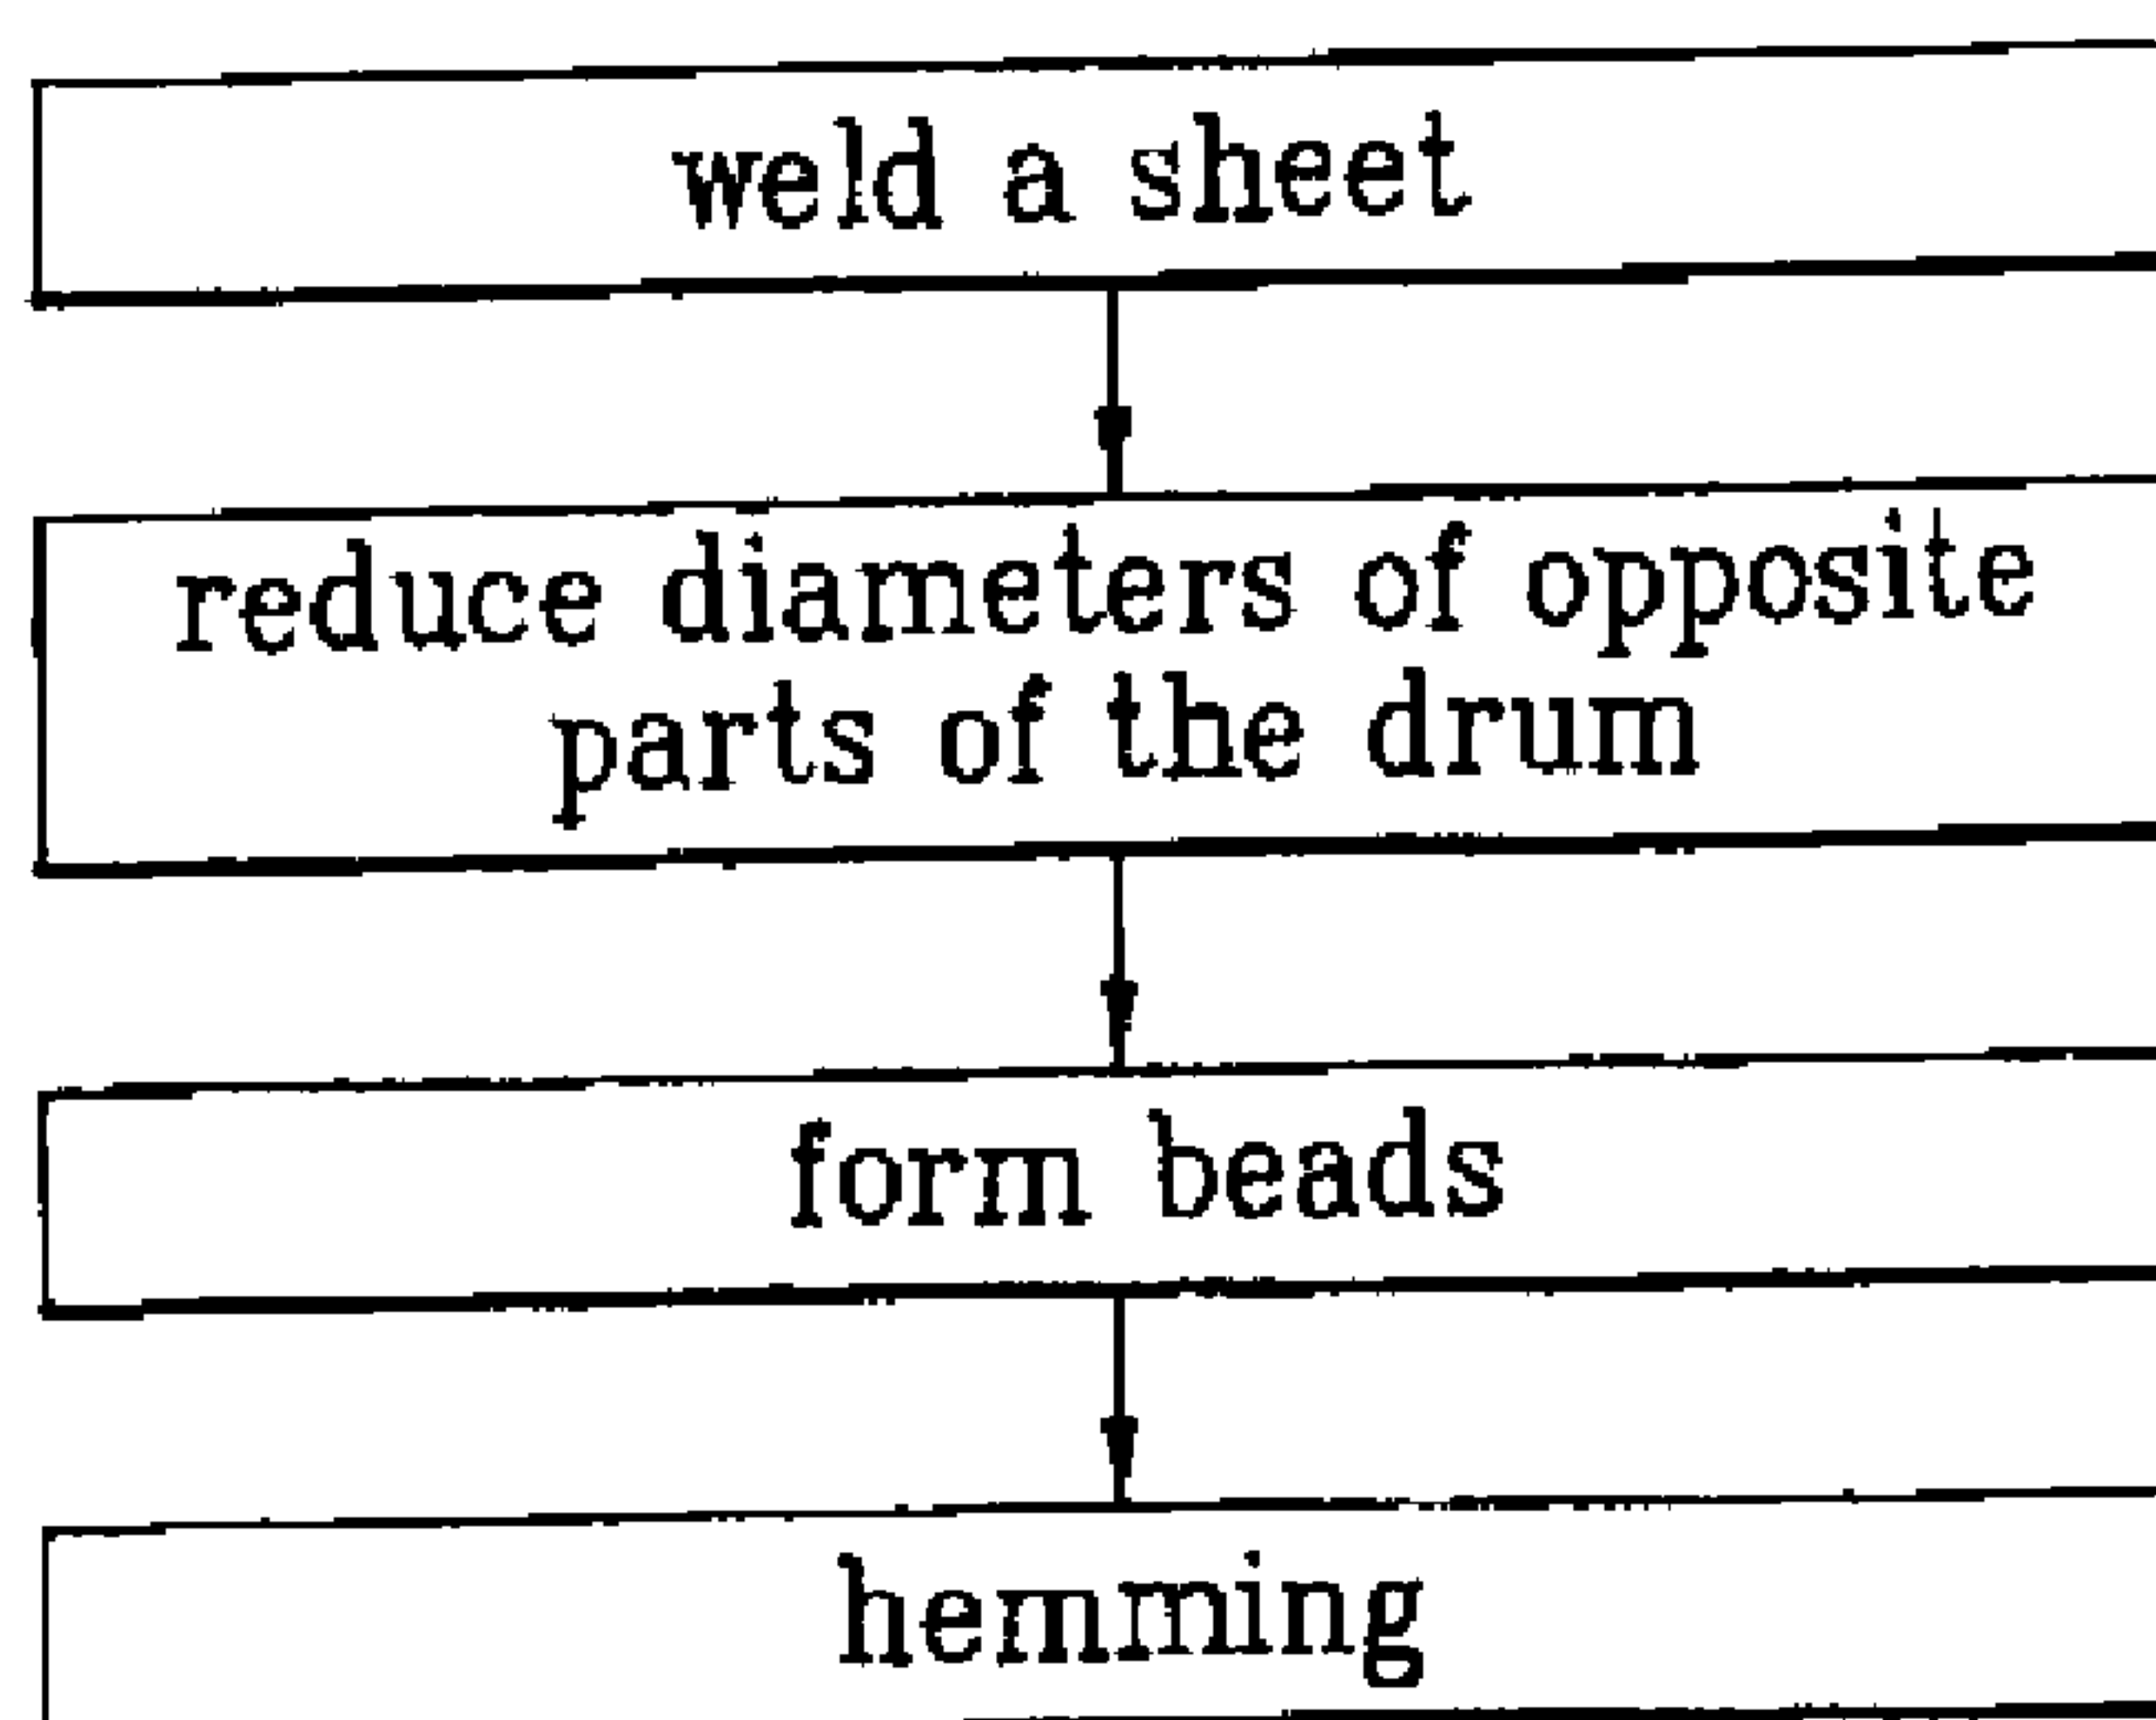 weld a sheet
reduce diameters of opposite
parts of the drum
form beads
hemming